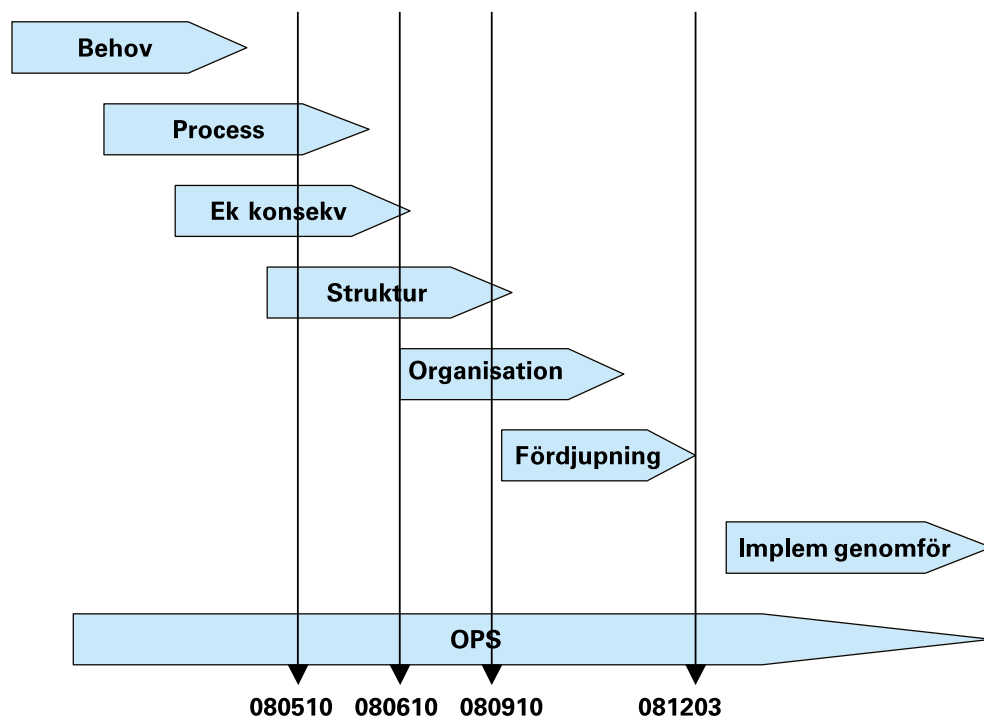 Behov
Process
Ek konsekv
Struktur
Organisation
Fördjupning
Implem genomför
OPS
080510 080610 080910 081203